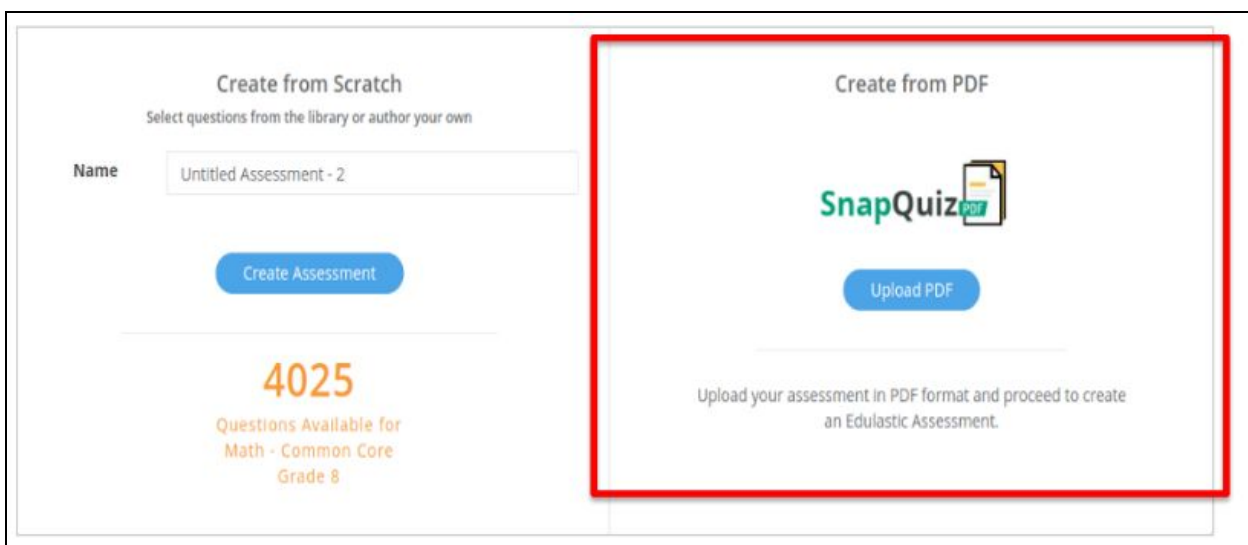 Create from Scratch
Select questions from the library or author your own
Name
Untitled Assessment - 2
Create Assessment
4025
Questions Available for
Math - Common Core
Grade 8
Create from PDF
SnapQuiz
PDF
Upload PDF
Upload your assessment in PDF format and proceed to create
an Edulastic Assessment.